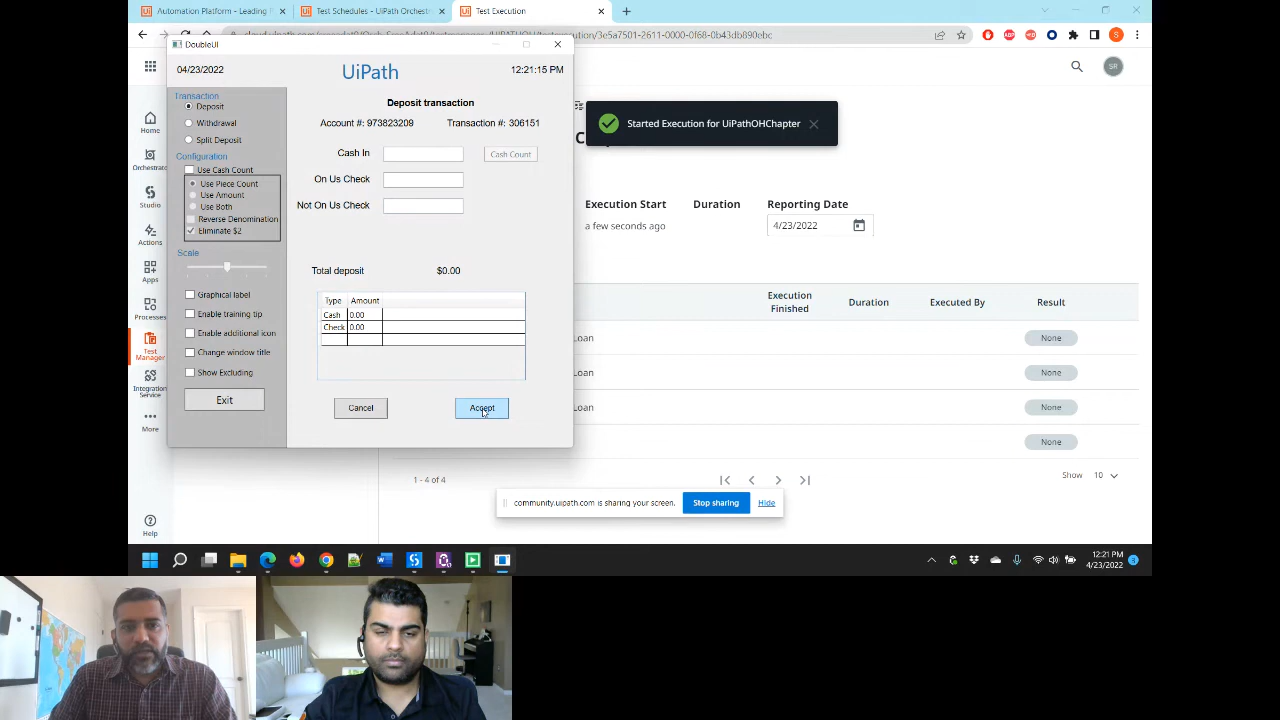 Automation Platform - Leading R
Test Schedules - UiPath Orchestr
Test Execution
DoubleUI
04/23/2022
UiPath
12:21:15 PM
SR
Transaction
Deposit
Withdrawal
Split Deposit
Configuration
Use Cash Count
Use Piece Count
Use Amount
Use Both
Reverse Denomination
Eliminate $2
Scale
Graphical label
Enable training tip
Enable additional icon
Change window title
Show Excluding
Exit
Deposit transaction
Account #: 973823209
Transaction #: 306151
Cash In
Cash Count
On Us Check
Not On Us Check
Total deposit
$0.00
Type Amount
Cash 0.00
Check 0.00
Cancel
Accept
Started Execution for UiPathOHChapter
Execution Start
Duration
Reporting Date
a few seconds ago
4/23/2022
Execution Finished
Duration
Executed By
Result
Loan
None
Loan
None
Loan
None
None
1 - 4 of 4
Show 10
community.uipath.com is sharing your screen.
Stop sharing
Hide
Home
Orchestrator
Studio
Actions
Apps
Processes
Test Manager
Integration Service
More
Help
12:21 PM
4/23/2022